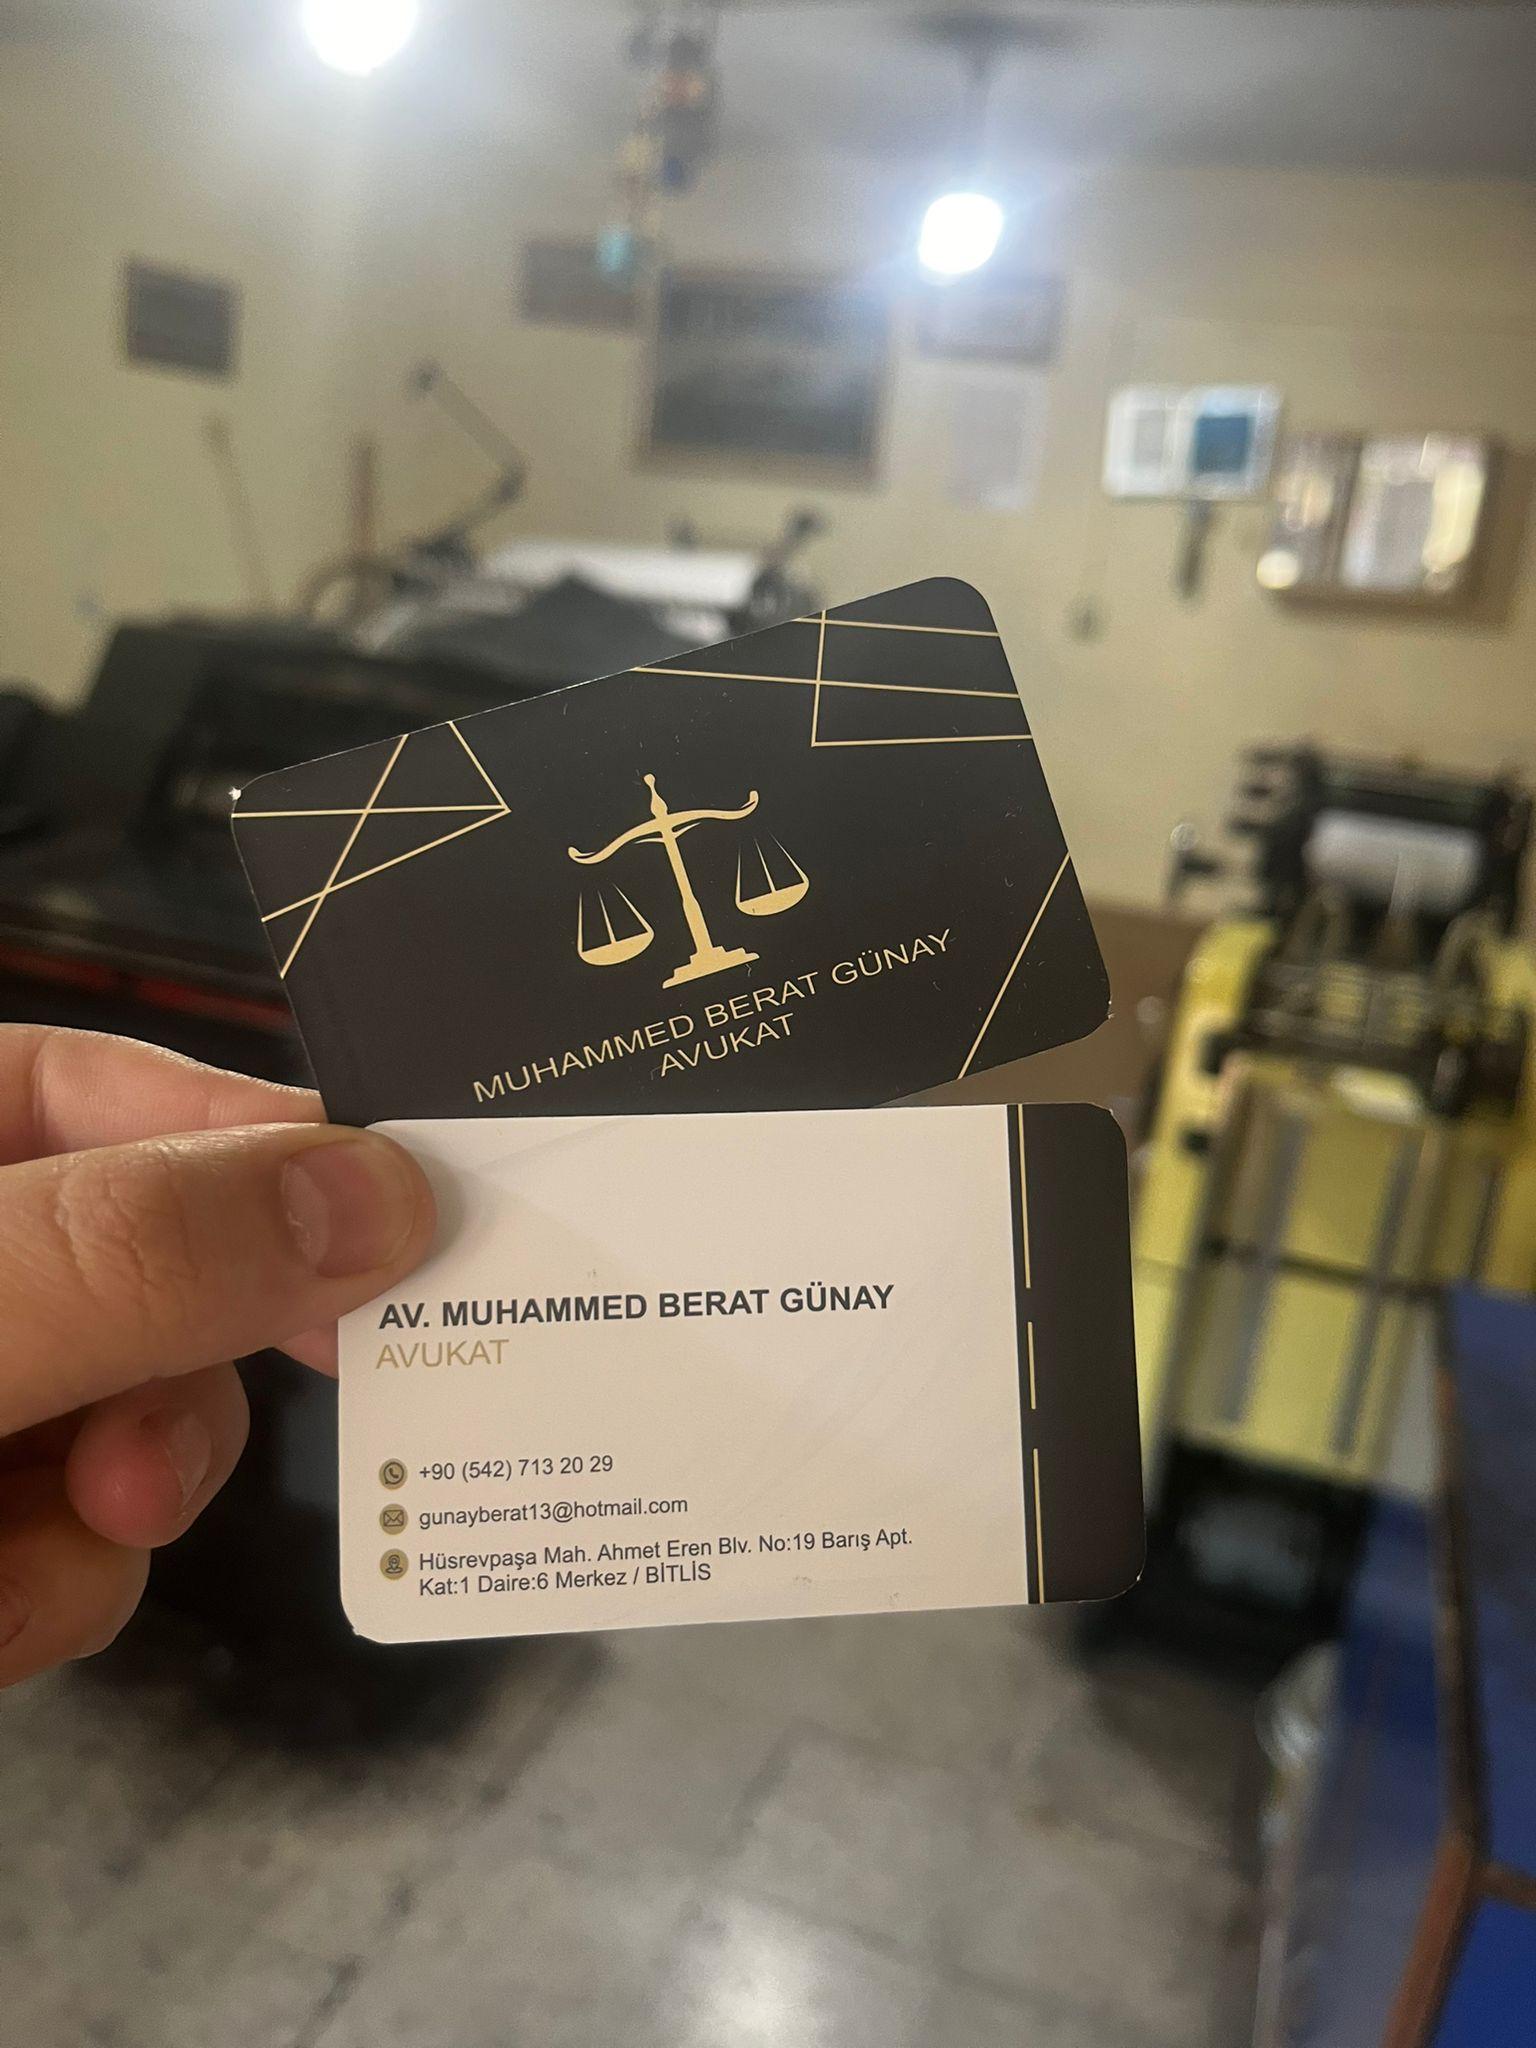 MUHAMMED BERAT GÜNAY
AVUKAT
AV. MUHAMMED BERAT GÜNAY
AVUKAT
+90 (542) 713 20 29
gunayberat13@hotmail.com
Hüsrevpaşa Mah. Ahmet Eren Blv. No:19 Barış Apt.
Kat:1 Daire:6 Merkez / BİTLİS